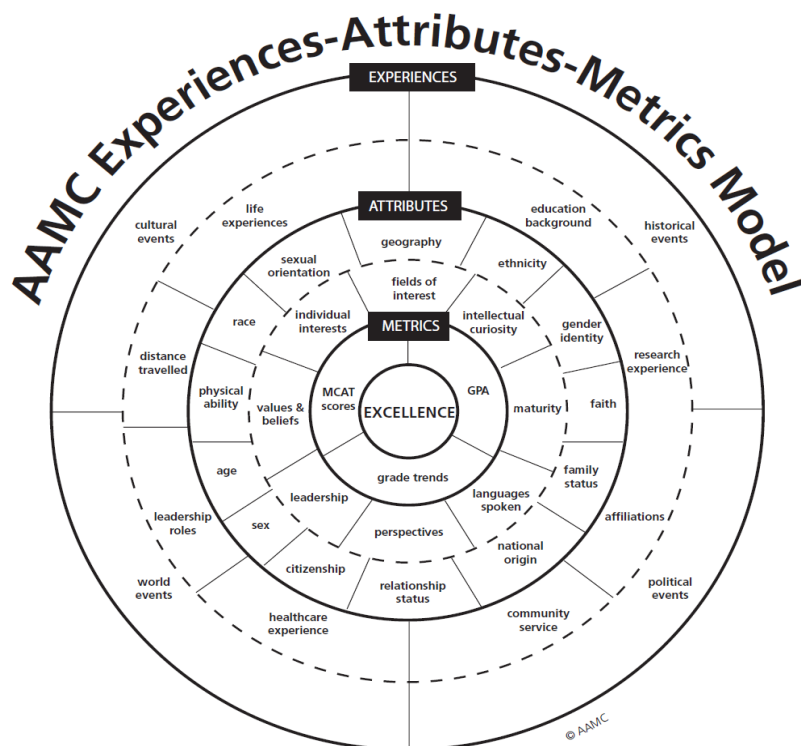 AAMC Experiences-Attributes-Metrics Model
EXPERIENCES
cultural
events
life
experiences
education
background
historical
events
distance
travelled
research
experience
leadership
roles
affiliations
world
events
healthcare
experience
community
service
political
events
ATTRIBUTES
geography
sexual
orientation
ethnicity
race
gender
identity
physical
ability
faith
age
family
status
sex
national
origin
citizenship
relationship
status
fields of
interest
individual
interests
intellectual
curiosity
values &
beliefs
maturity
leadership
languages
spoken
perspectives
METRICS
MCAT
scores
GPA
grade trends
EXCELLENCE
© AAMC